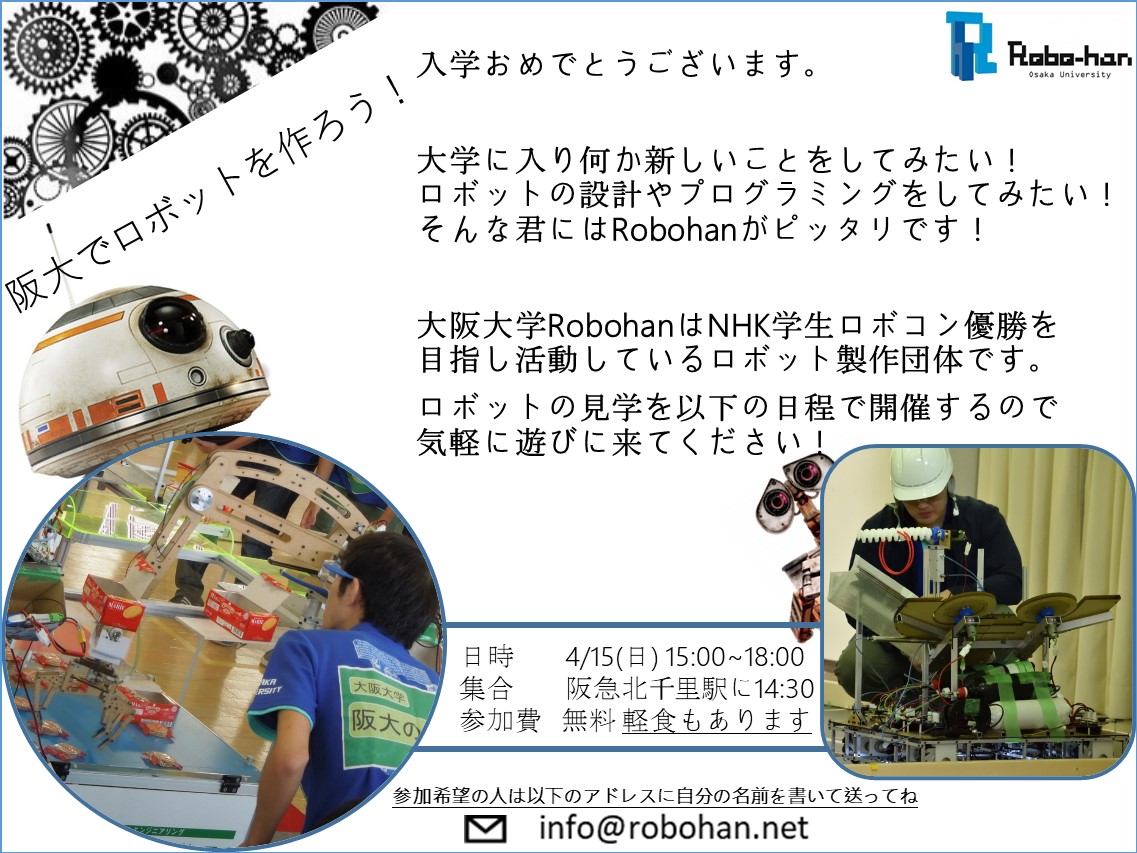 Robo-han
Osaka University
入学おめでとうございます。
阪大でロボットを作ろう！
大学に入り何か新しいことをしてみたい！
ロボットの設計やプログラミングをしてみたい！
そんな君にはRobohanがピッタリです！
大阪大学RobohanはNHK学生ロボコン優勝を
目指し活動しているロボット製作団体です。
ロボットの見学を以下の日程で開催するので
気軽に遊びに来てください！
大阪大学
阪大の
日時 4/15(日) 15:00~18:00
集合 阪急北千里駅に14:30
参加費 無料 軽食もあります
参加希望の人は以下のアドレスに自分の名前を書いて送ってね
info@robohan.net